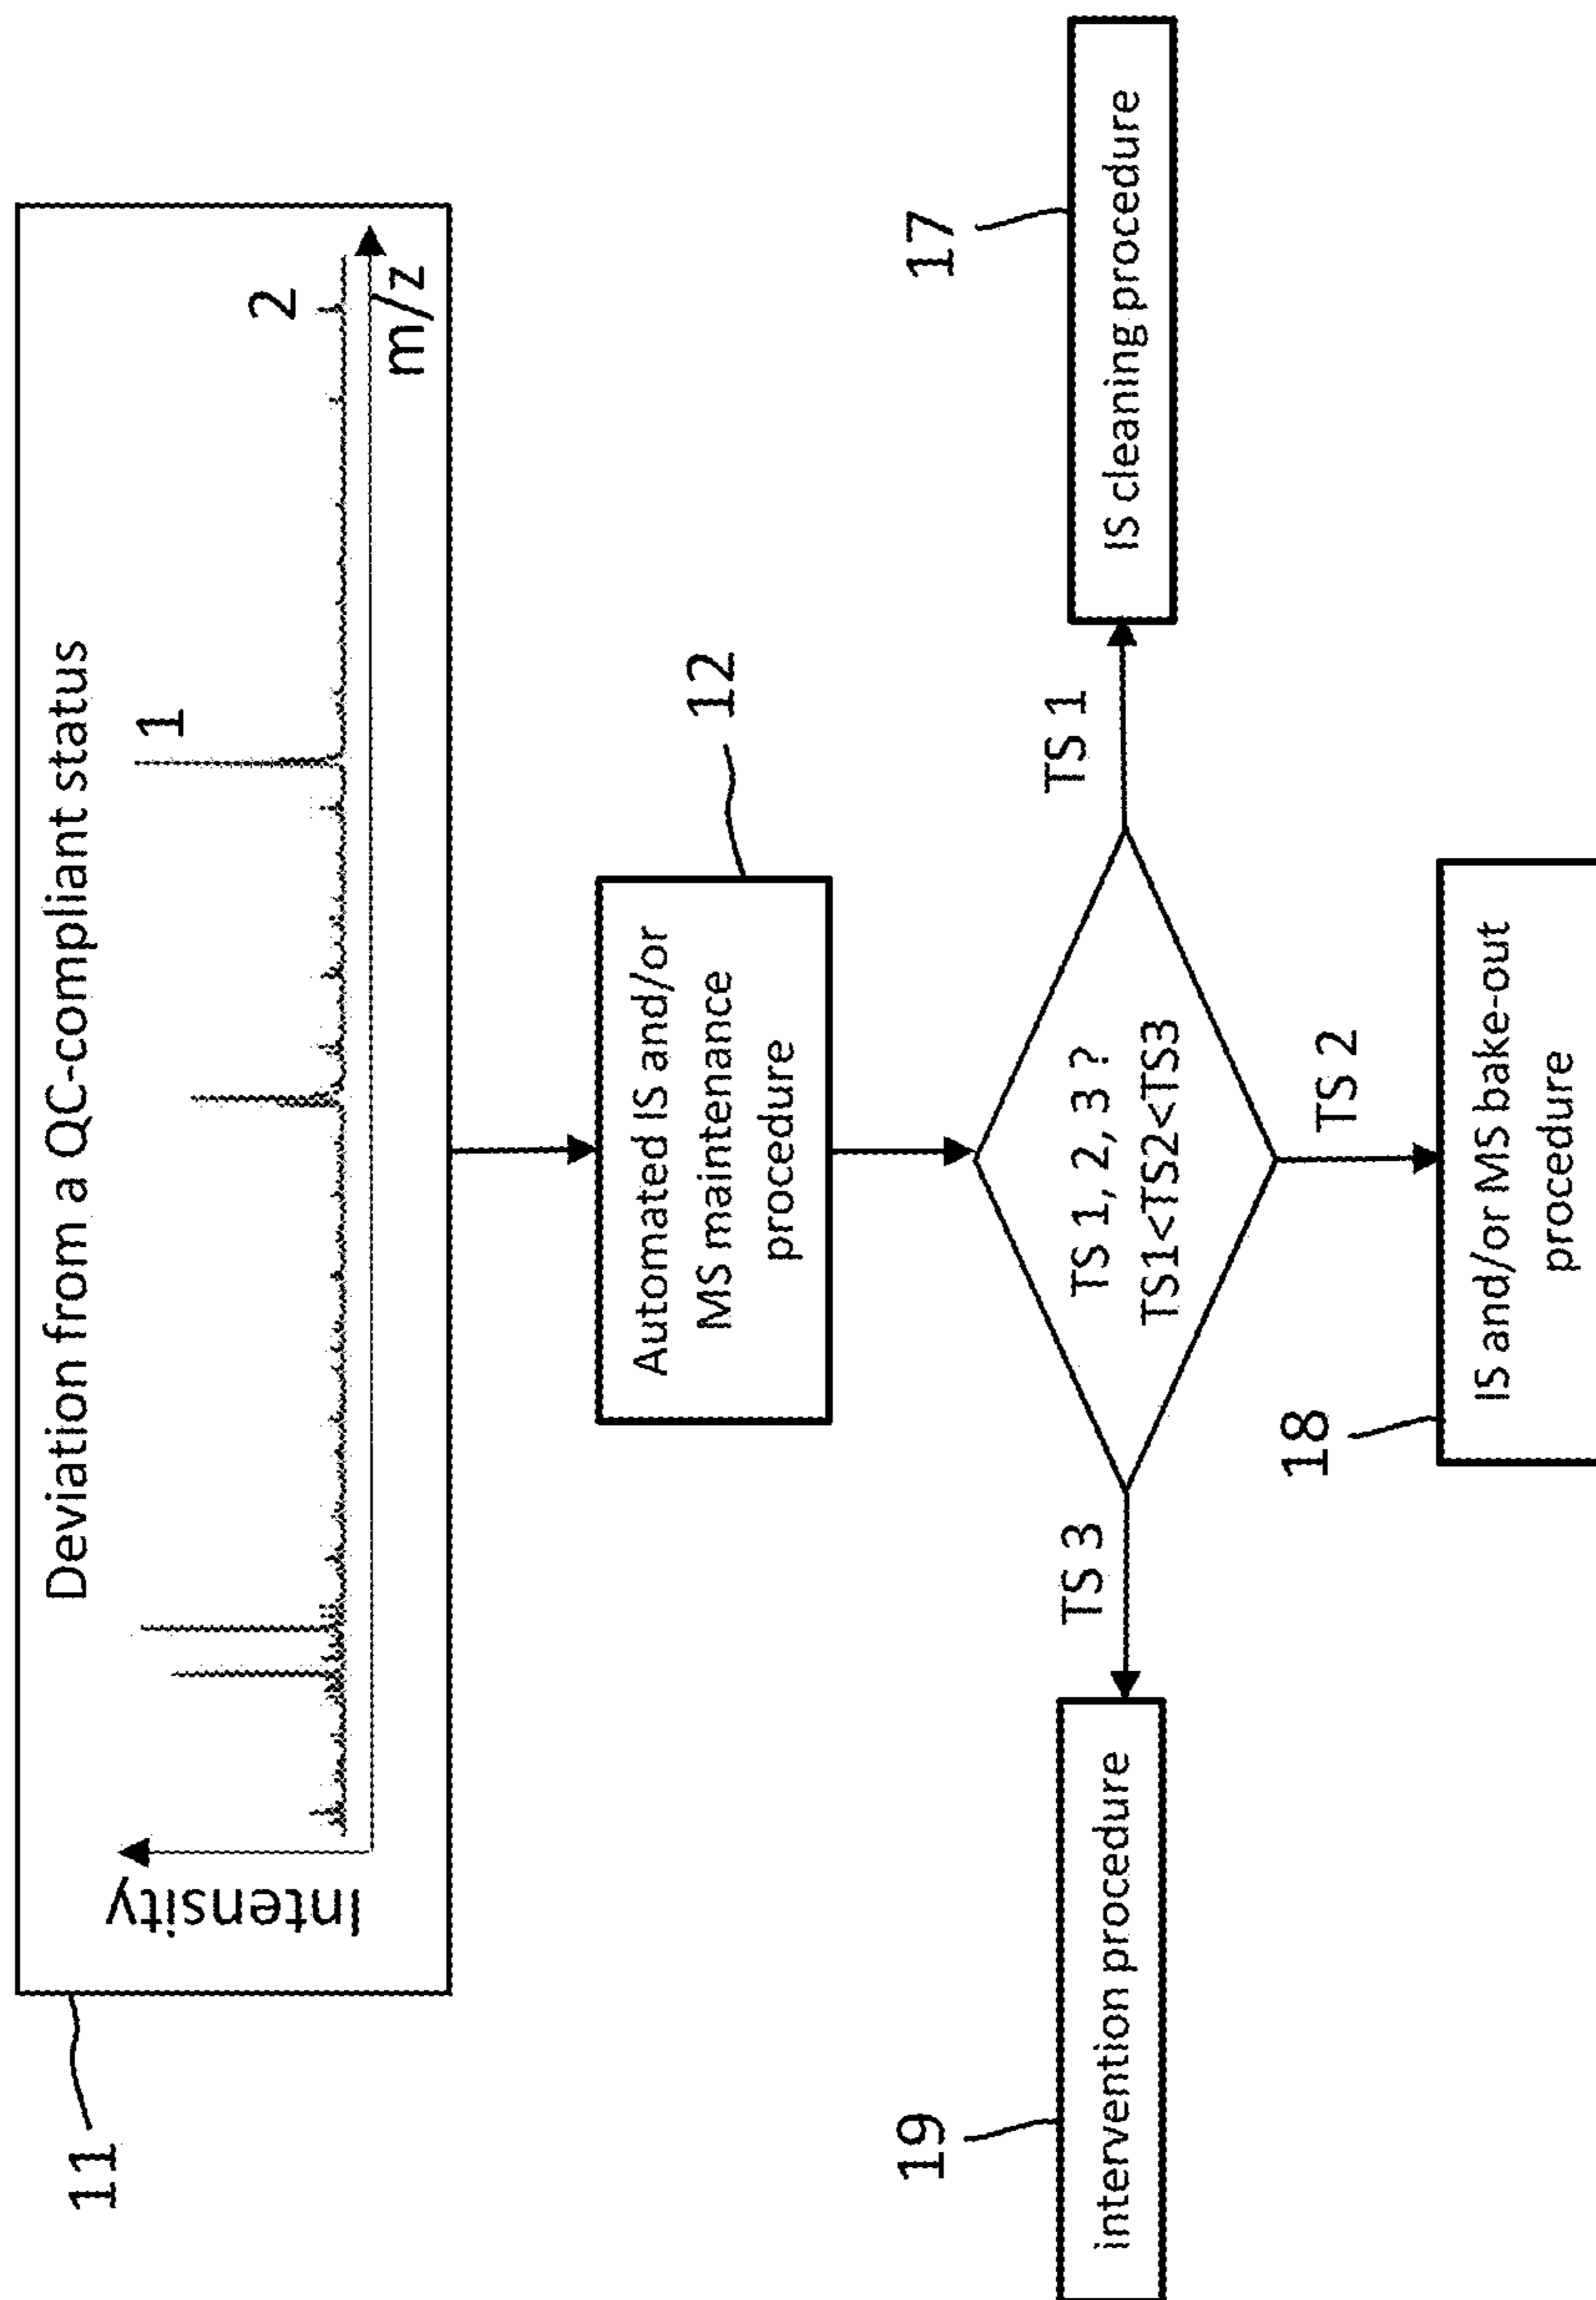 Deviation from a QC-compliant status
Intensity
1
2
m/z
11
Automated IS and/or
MS maintenance
procedure
12
TS 1, 2, 3 ?
TS1<TS2<TS3
TS 3
TS 1
TS 2
19
intervention procedure
17
IS cleaning procedure
18
IS and/or MS bake-out
procedure